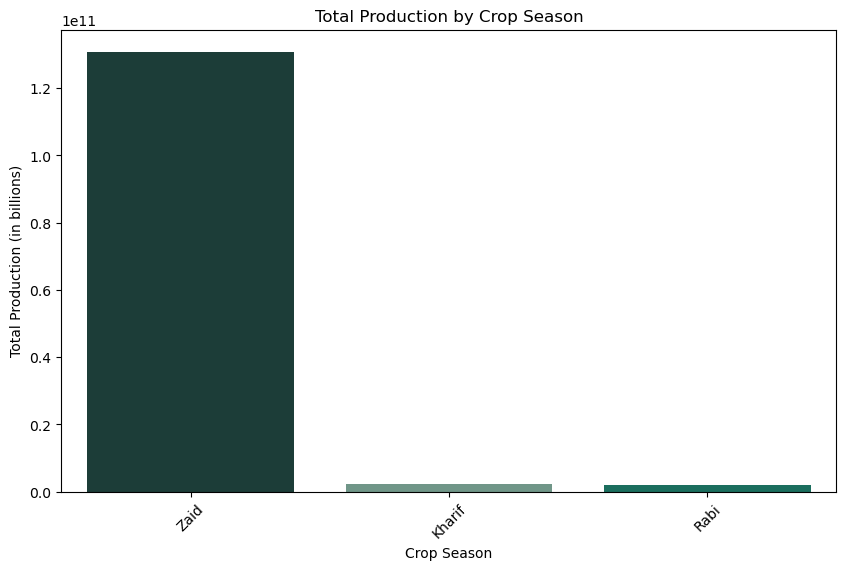 Total Production by Crop Season
1e11
Total Production (in billions)
1.2
1.0
0.8
0.6
0.4
0.2
0.0
Zaid
Kharif
Rabi
Crop Season